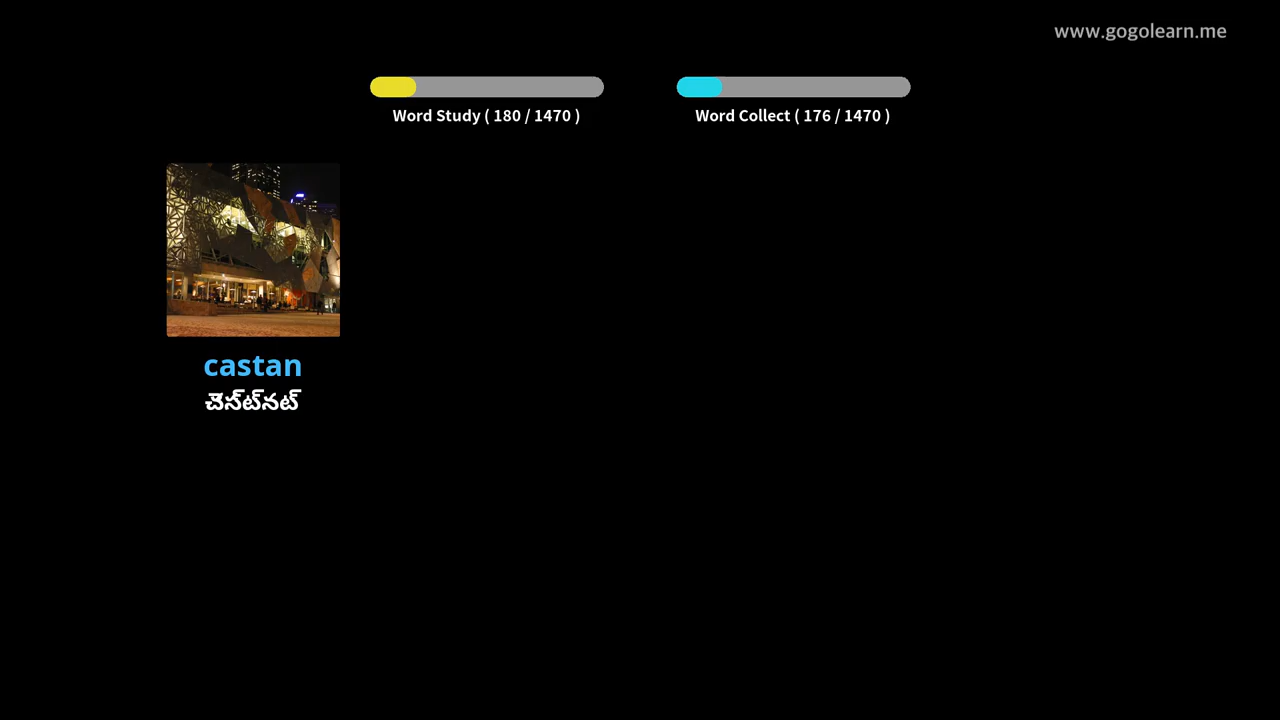 www.gogolearn.me
Word Study ( 180 / 1470 )
Word Collect ( 176 / 1470 )
castan
చెస్ట్‌నట్